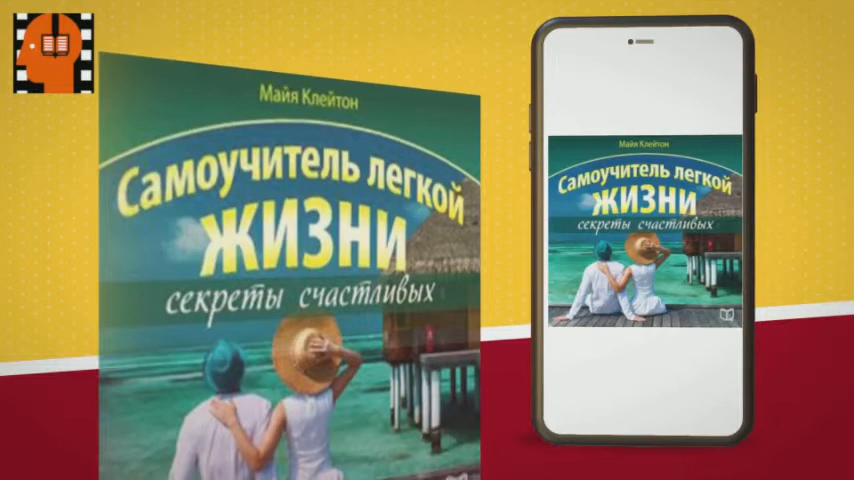 Майя Клейтон
Самоучитель легкой
жизни
секреты счастливых
Майя Клейтон
Самоучитель легкой
жизни
секреты счастливых